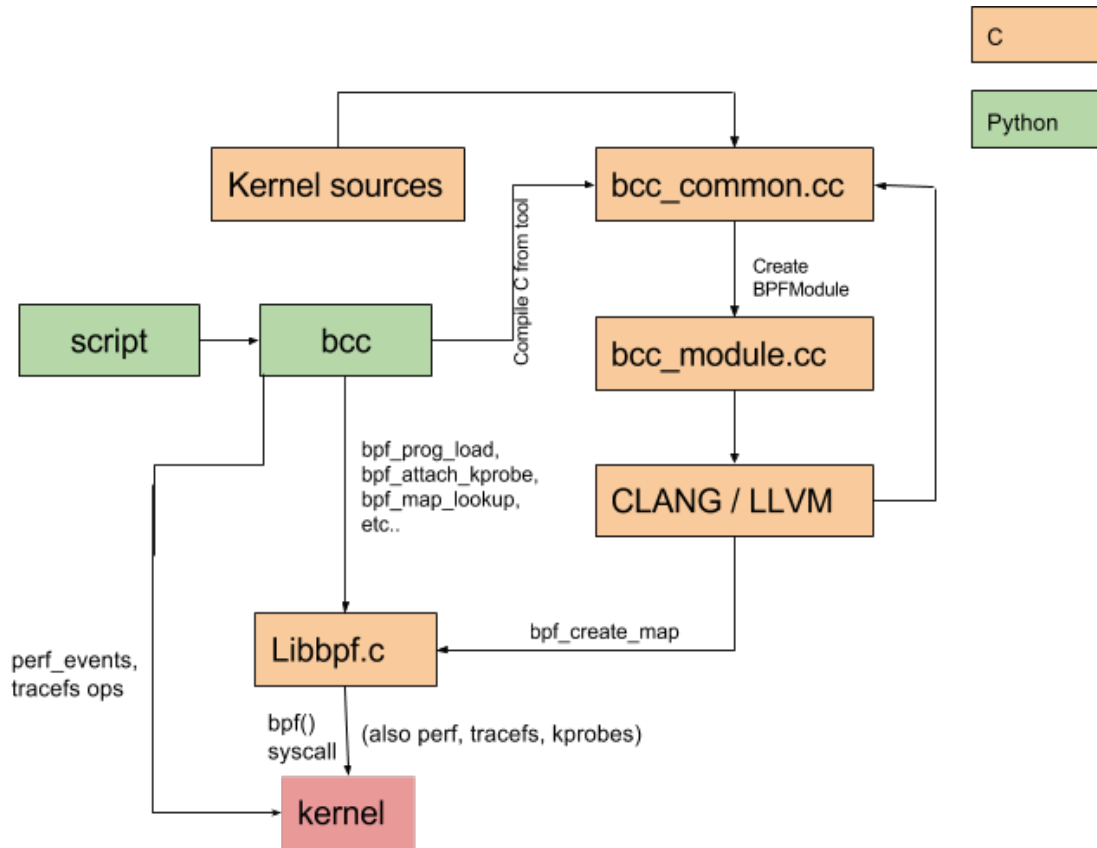 C
Python
Kernel sources
bcc_common.cc
Compile C from tool
Create
BPFModule
script
bcc
bcc_module.cc
bpf_prog_load,
bpf_attach_kprobe,
bpf_map_lookup,
etc..
CLANG / LLVM
bpf_create_map
Libbpf.c
perf_events,
tracefs ops
bpf()
syscall
(also perf, tracefs, kprobes)
kernel